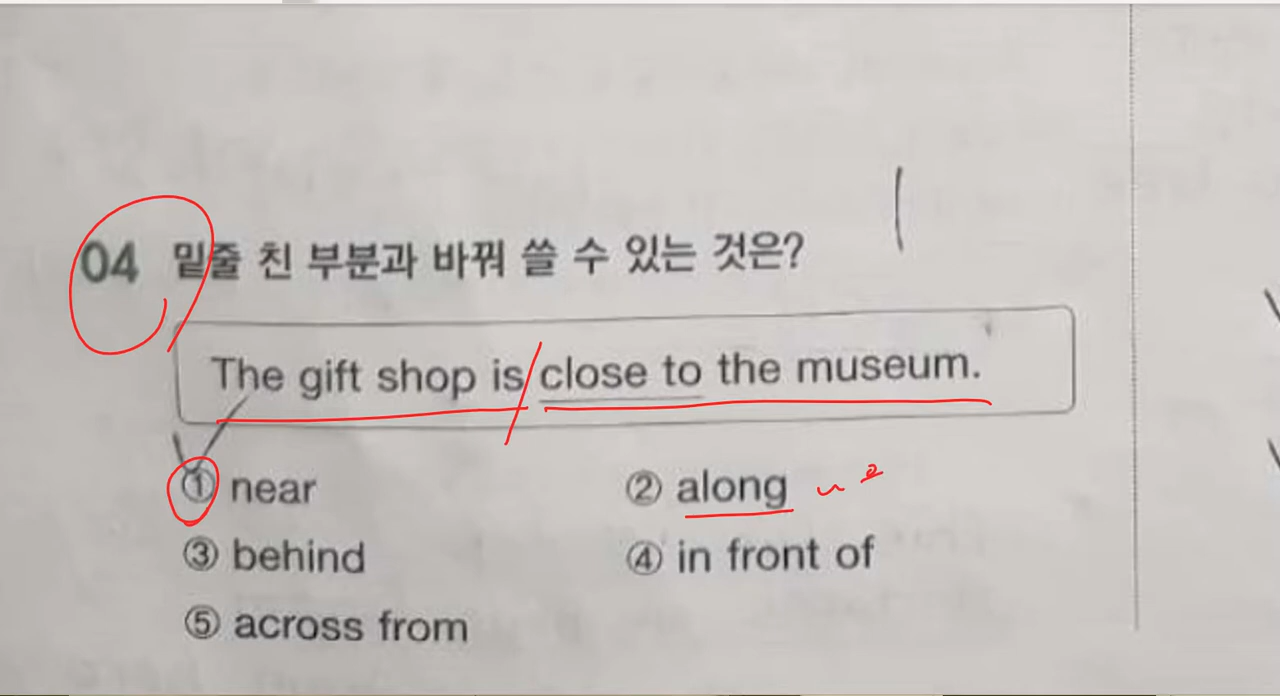 04 밑줄 친 부분과 바꿔 쓸 수 있는 것은?
The gift shop is close to the museum.
① near ② along
③ behind ④ in front of
⑤ across from